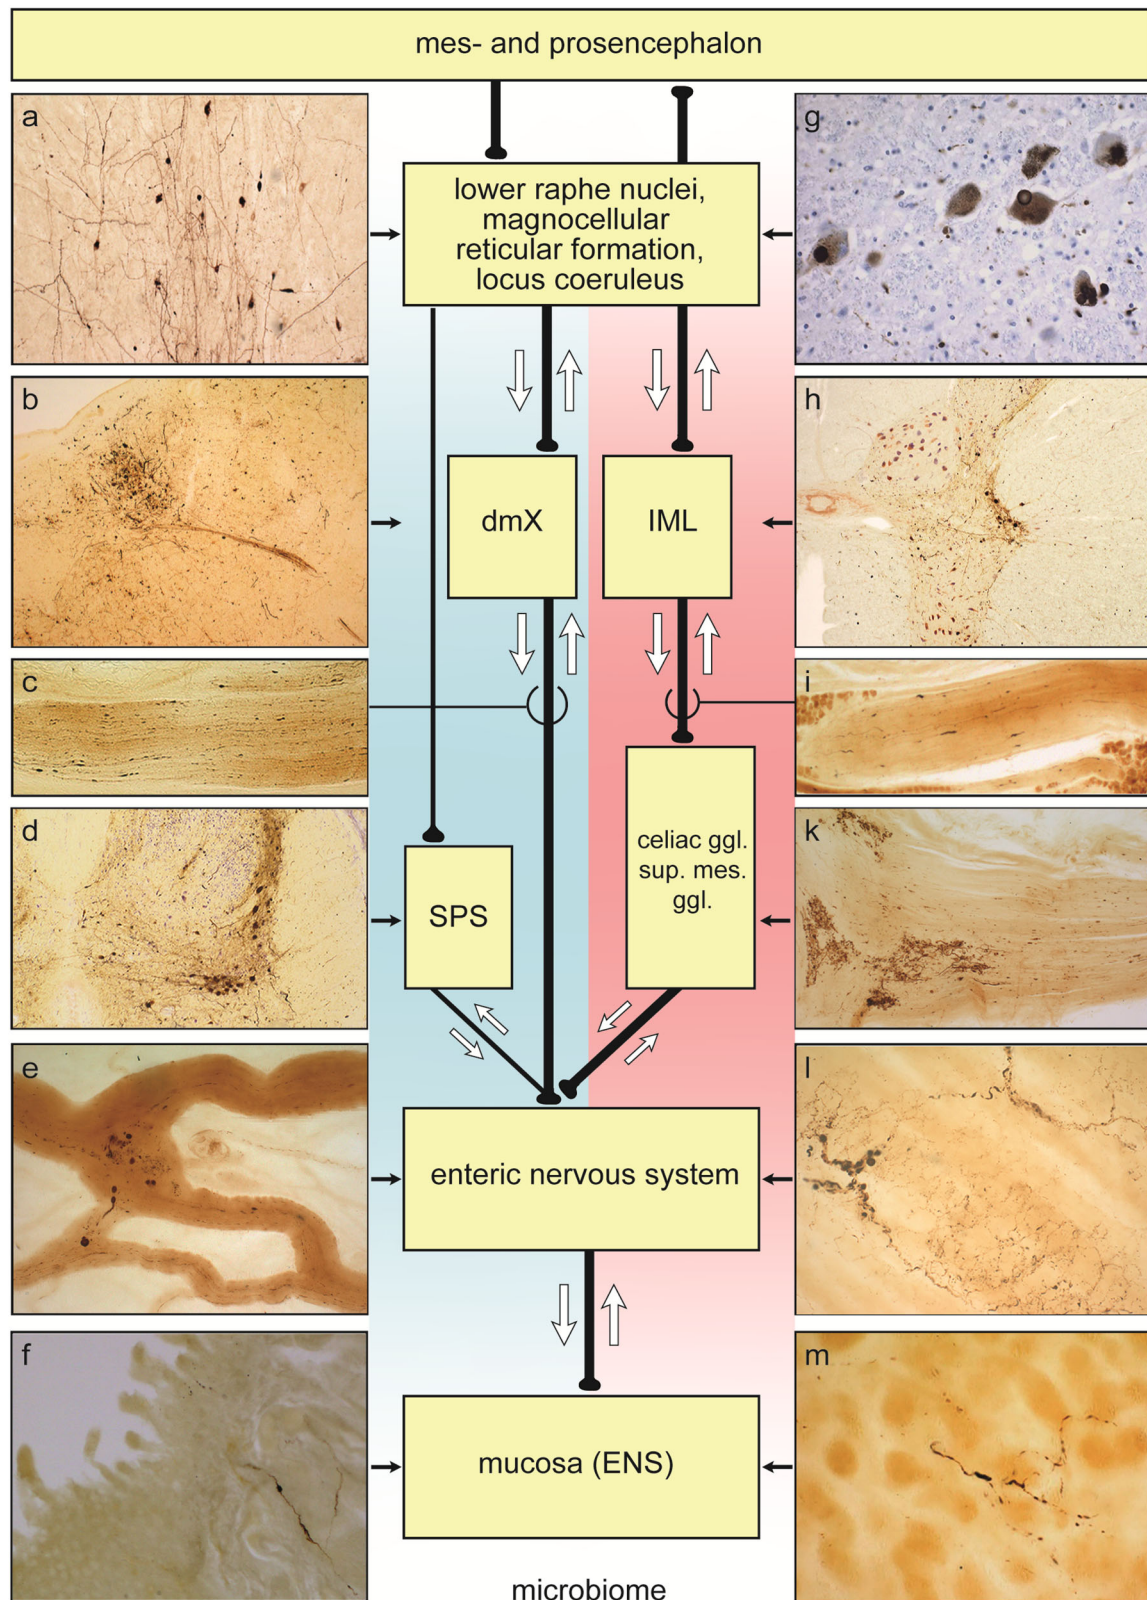 mes- and prosencephalon
a
g
lower raphe nuclei,
magnocellular
reticular formation,
locus coeruleus
b
h
dmX
IML
c
i
d
k
celiac ggl.
sup. mes.
ggl.
SPS
e
l
enteric nervous system
f
m
mucosa (ENS)
microbiome